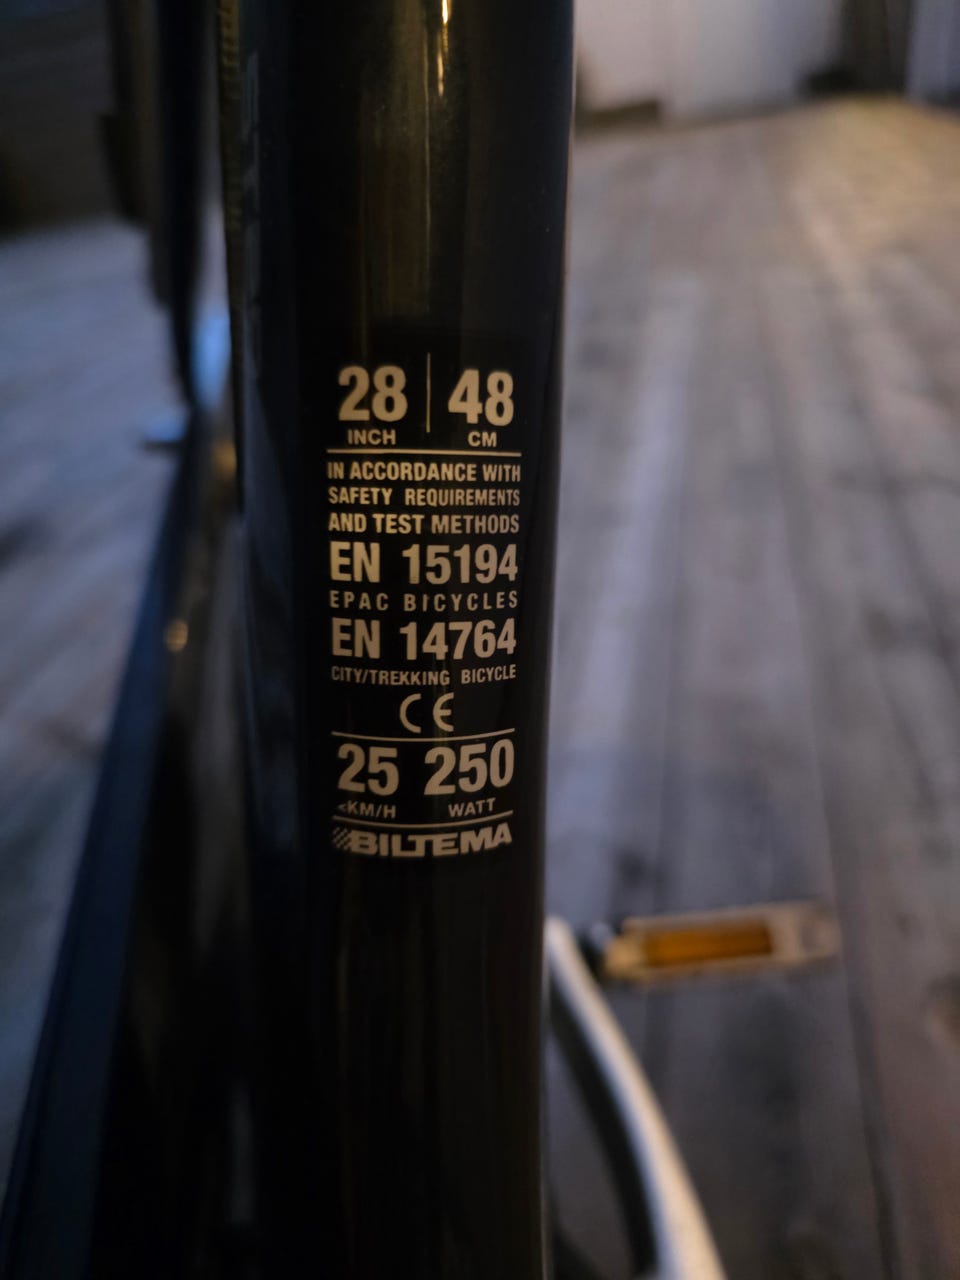 28 | 48
INCH CM
IN ACCORDANCE WITH
SAFETY REQUIREMENTS
AND TEST METHODS
EN 15194
EPAC BICYCLES
EN 14764
CITY/TREKKING BICYCLE
CE
25 250
<KM/H WATT
BILTEMA